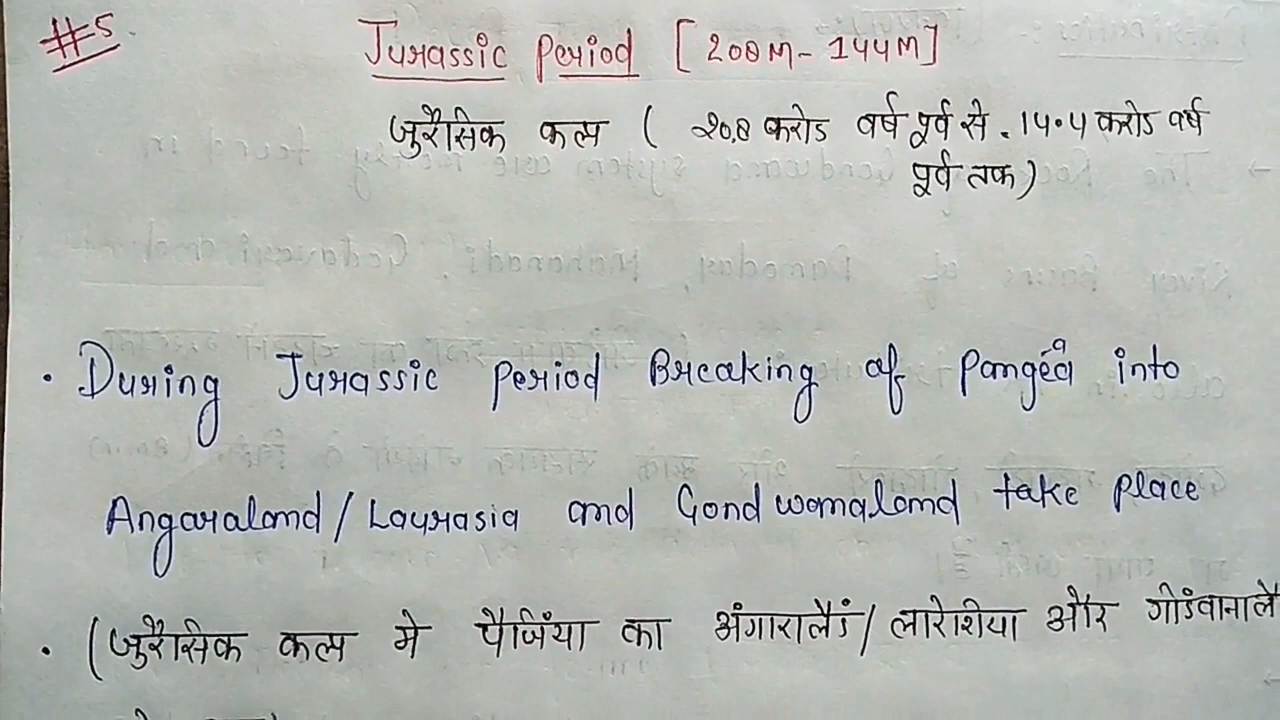 #5.
Jurassic Period [208M- 144M]
जुरैसिक कल्प ( 20.8 करोड वर्ष पूर्व से . 14.4 करोड वर्ष
पूर्व तक)
· During Jurassic period Breaking of Pangea into
Angaraland/Laurasia and Gondwanaland take place
· (जुरैसिक कल्प मे पैंजिया का अंगारालैंड/लारेशिया और गोंडवानालै